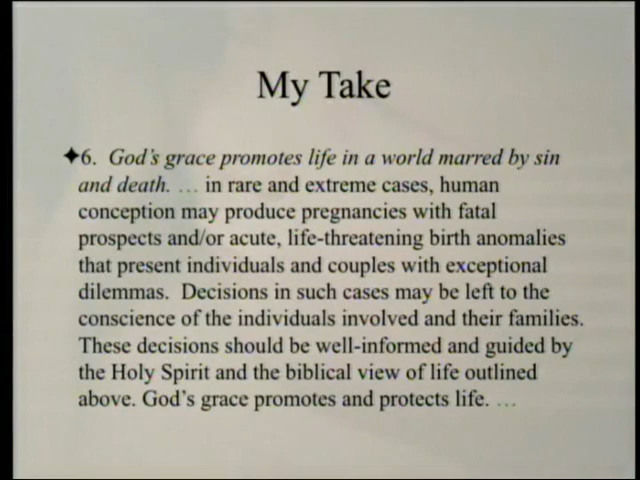 My Take
✦6. God's grace promotes life in a world marred by sin
and death. … in rare and extreme cases, human
conception may produce pregnancies with fatal
prospects and/or acute, life-threatening birth anomalies
that present individuals and couples with exceptional
dilemmas. Decisions in such cases may be left to the
conscience of the individuals involved and their families.
These decisions should be well-informed and guided by
the Holy Spirit and the biblical view of life outlined
above. God's grace promotes and protects life. …